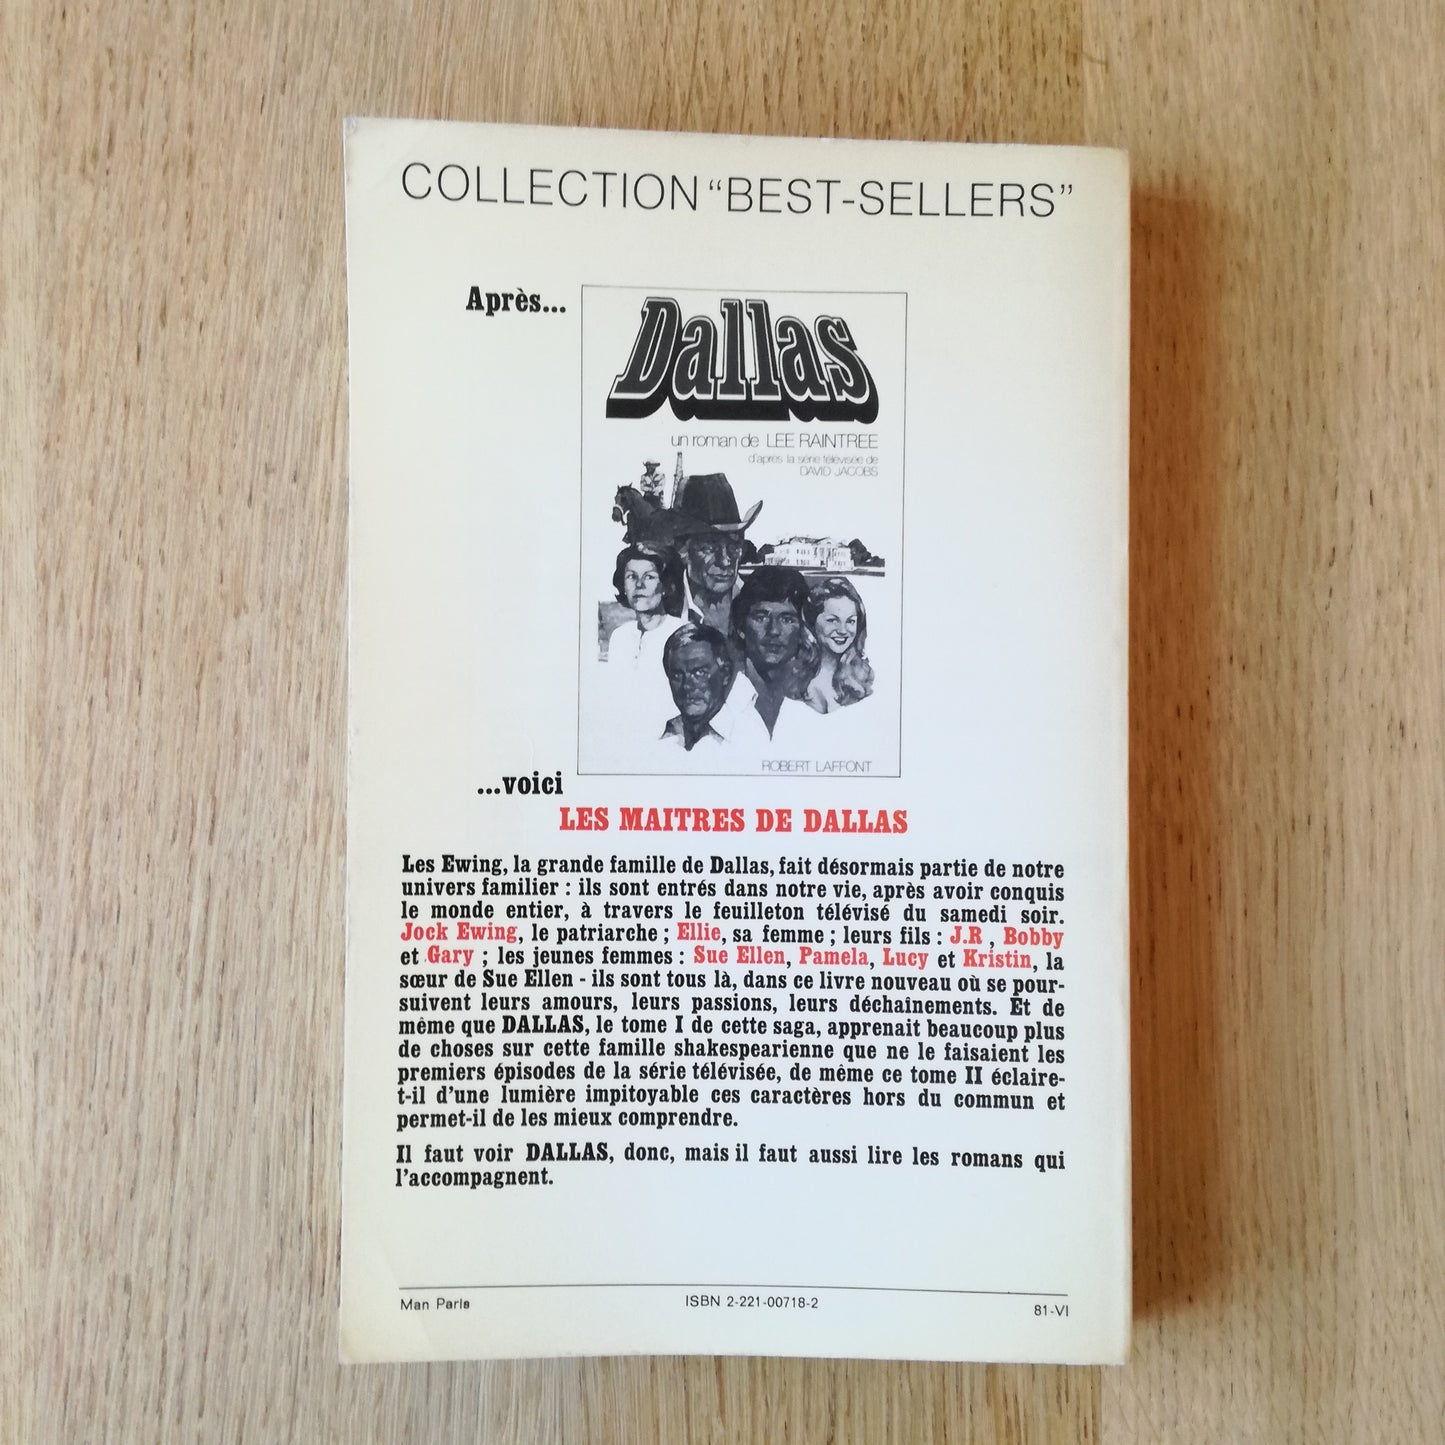 COLLECTION “BEST-SELLERS”
Après...
Dallas
un roman de LEE RAINTREE
d'après la série télévisée de
DAVID JACOBS
ROBERT LAFFONT
...voici
LES MAITRES DE DALLAS
Les Ewing, la grande famille de Dallas, fait désormais partie de notre
univers familier : ils sont entrés dans notre vie, après avoir conquis
le monde entier, à travers le feuilleton télévisé du samedi soir.
Jock Ewing, le patriarche ; Ellie, sa femme ; leurs fils : J.R , Bobby
et Gary ; les jeunes femmes : Sue Ellen, Pamela, Lucy et Kristin, la
sœur de Sue Ellen - ils sont tous là, dans ce livre nouveau où se pour-
suivent leurs amours, leurs passions, leurs déchaînements. Et de
même que DALLAS, le tome I de cette saga, apprenait beaucoup plus
de choses sur cette famille shakespearienne que ne le faisaient les
premiers épisodes de la série télévisée, de même ce tome II éclaire-
t-il d'une lumière impitoyable ces caractères hors du commun et
permet-il de les mieux comprendre.
Il faut voir DALLAS, donc, mais il faut aussi lire les romans qui
l'accompagnent.
Man Paris
ISBN 2-221-00718-2
81-VI